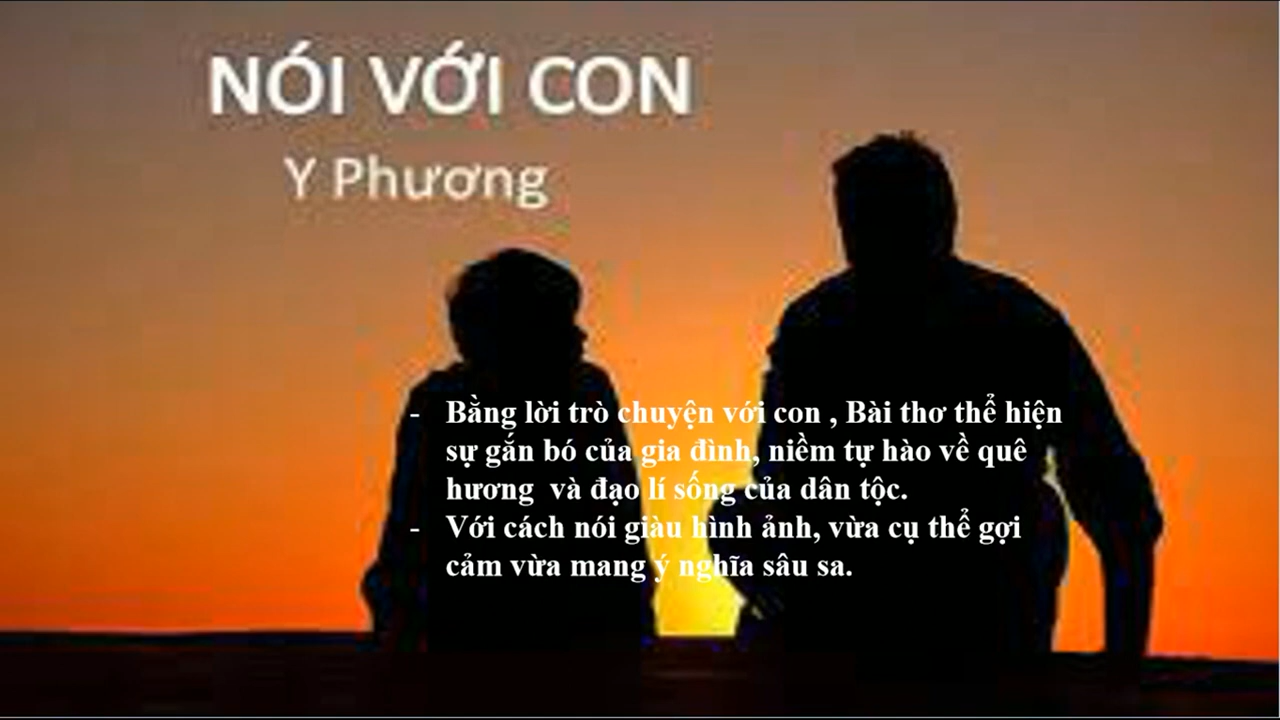 NÓI VỚI CON
Y Phương
- Bằng lời trò chuyện với con , Bài thơ thể hiện
sự gắn bó của gia đình, niềm tự hào về quê
hương và đạo lí sống của dân tộc.
- Với cách nói giàu hình ảnh, vừa cụ thể gợi
cảm vừa mang ý nghĩa sâu sa.